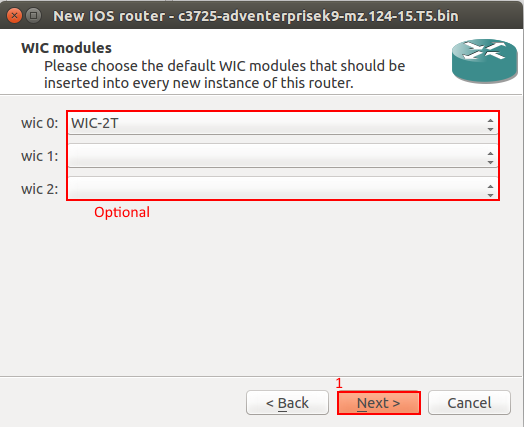 New IOS router - c3725-adventerprisek9-mz.124-15.T5.bin
WIC modules
Please choose the default WIC modules that should be
inserted into every new instance of this router.
wic 0: WIC-2T
wic 1:
wic 2:
Optional
1
< Back Next > Cancel